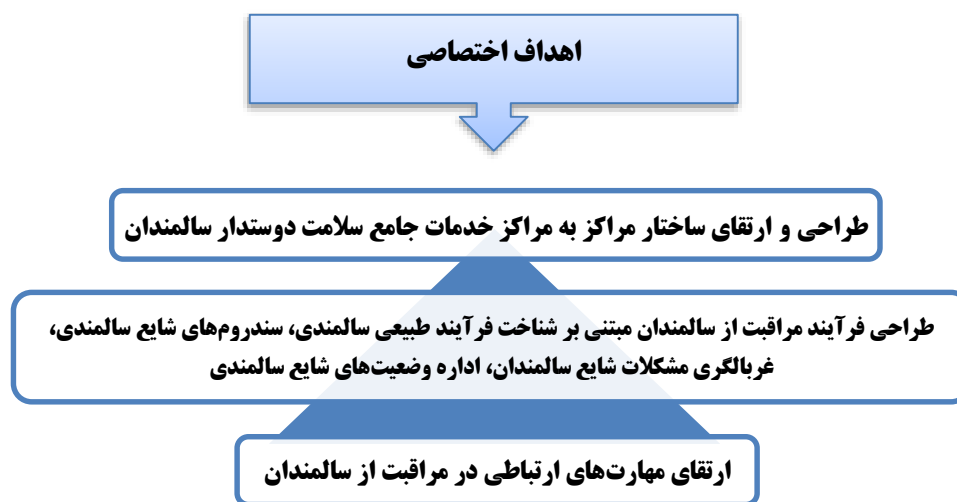 اهداف اختصاصی
طراحی و ارتقای ساختار مراکز به مراکز خدمات جامع سلامت دوستدار سالمندان
طراحی فرآیند مراقبت از سالمندان مبتنی بر شناخت فرآیند طبیعی سالمندی، سندروم‌های شایع سالمندی،
غربالگری مشکلات شایع سالمندان، اداره وضعیت‌های شایع سالمندی
ارتقای مهارت‌های ارتباطی در مراقبت از سالمندان